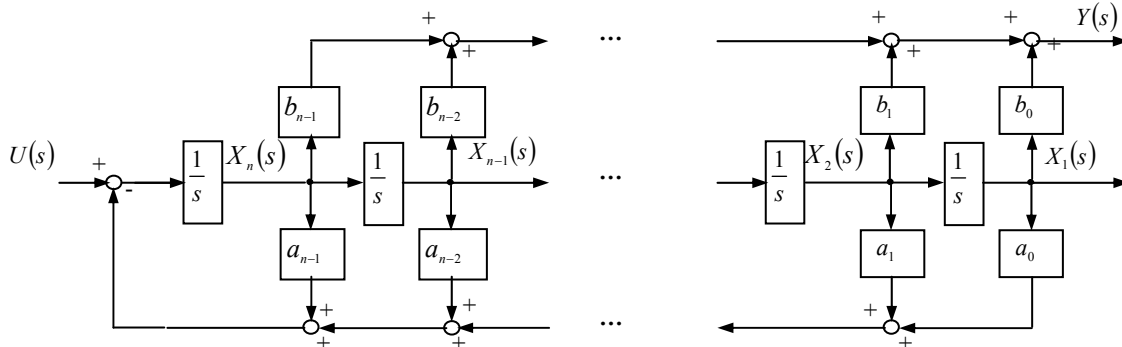 + + ... + + Y(s)
+ + +
b_{n-1} b_{n-2} b_1 b_0
U(s) + - 1/s X_n(s) 1/s X_{n-1}(s) ... 1/s X_2(s) 1/s X_1(s)
a_{n-1} a_{n-2} a_1 a_0
+ + ... +
+ + +